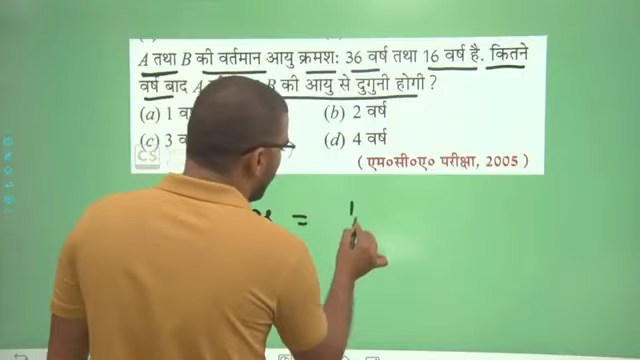 A तथा B की वर्तमान आयु क्रमश: 36 वर्ष तथा 16 वर्ष है. कितने
वर्ष बाद A B की आयु से दुगुनी होगी ?
(a) 1 (b) 2 वर्ष
(c) 3 (d) 4 वर्ष
CS
( एम०सी०ए० परीक्षा, 2005 )
=